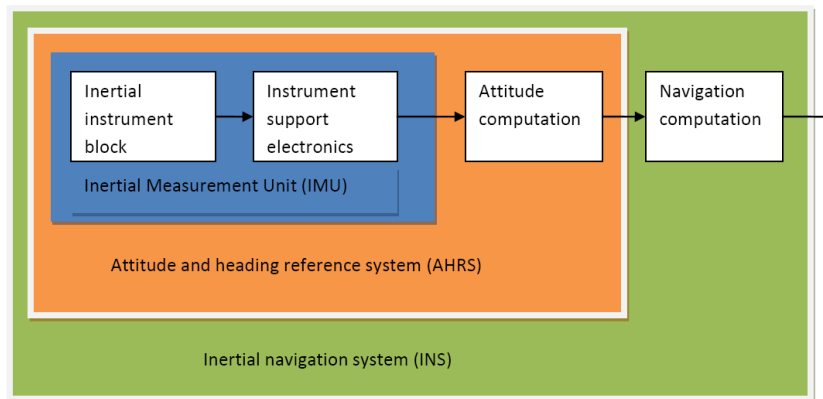 Inertial
instrument
block
Instrument
support
electronics
Attitude
computation
Navigation
computation
Inertial Measurement Unit (IMU)
Attitude and heading reference system (AHRS)
Inertial navigation system (INS)